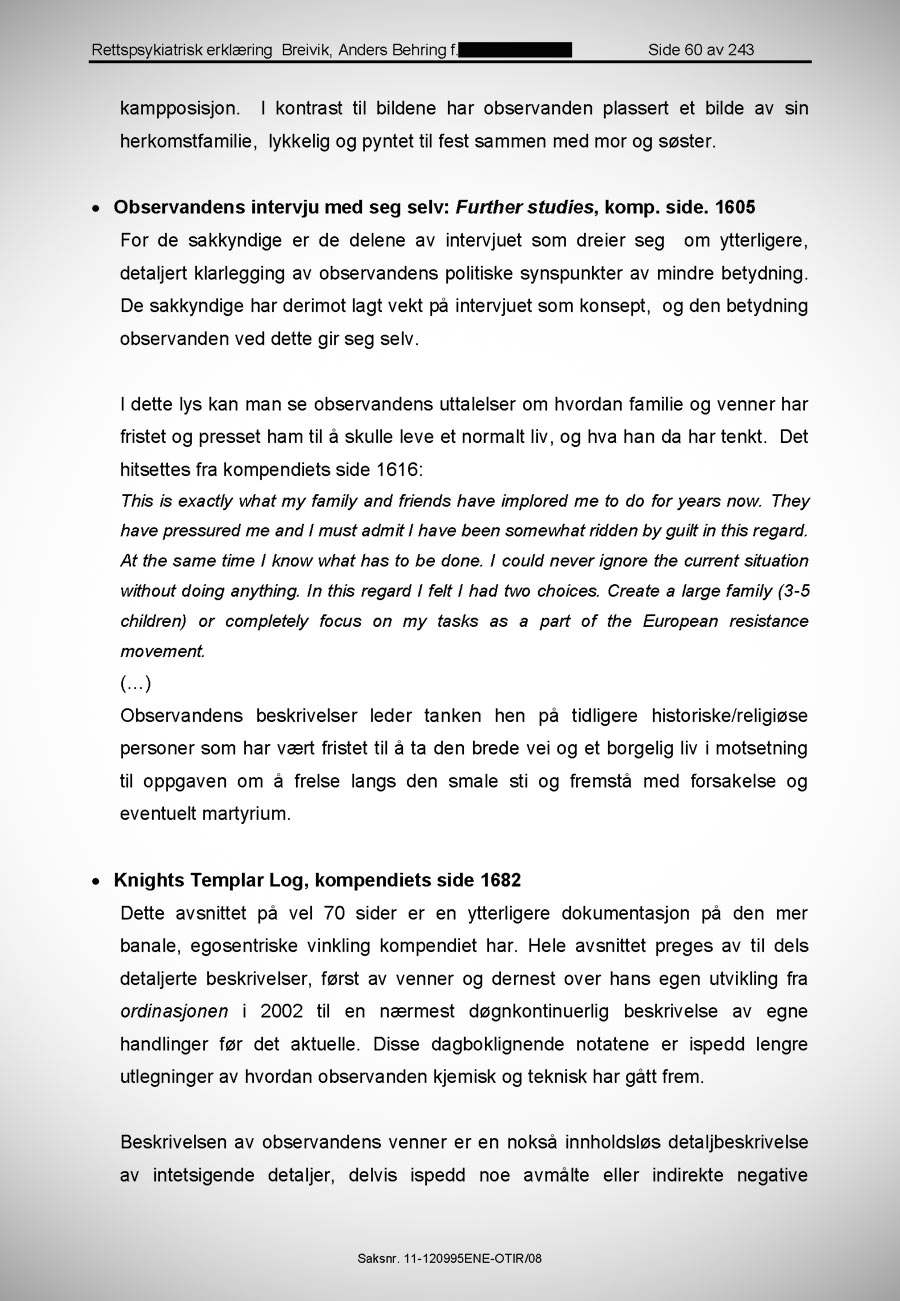 Rettspsykiatrisk erklæring  Breivik, Anders Behring f. Side 60 av 243
kampposisjon.  I kontrast til bildene har observanden plassert et bilde av sin
herkomstfamilie,  lykkelig og pyntet til fest sammen med mor og søster.
• Observandens intervju med seg selv: Further studies, komp. side. 1605
For de sakkyndige er de delene av intervjuet som dreier seg  om ytterligere,
detaljert klarlegging av observandens politiske synspunkter av mindre betydning.
De sakkyndige har derimot lagt vekt på intervjuet som konsept,  og den betydning
observanden ved dette gir seg selv.
I dette lys kan man se observandens uttalelser om hvordan familie og venner har
fristet og presset ham til å skulle leve et normalt liv, og hva han da har tenkt.  Det
hitsettes fra kompendiets side 1616:
This is exactly what my family and friends have implored me to do for years now. They
have pressured me and I must admit I have been somewhat ridden by guilt in this regard.
At the same time I know what has to be done. I could never ignore the current situation
without doing anything. In this regard I felt I had two choices. Create a large family (3-5
children) or completely focus on my tasks as a part of the European resistance
movement.
(…)
Observandens beskrivelser leder tanken hen på tidligere historiske/religiøse
personer som har vært fristet til å ta den brede vei og et borgelig liv i motsetning
til oppgaven om å frelse langs den smale sti og fremstå med forsakelse og
eventuelt martyrium.
• Knights Templar Log, kompendiets side 1682
Dette avsnittet på vel 70 sider er en ytterligere dokumentasjon på den mer
banale, egosentriske vinkling kompendiet har. Hele avsnittet preges av til dels
detaljerte beskrivelser, først av venner og dernest over hans egen utvikling fra
ordinasjonen i 2002 til en nærmest døgnkontinuerlig beskrivelse av egne
handlinger før det aktuelle. Disse dagboklignende notatene er ispedd lengre
utlegninger av hvordan observanden kjemisk og teknisk har gått frem.
Beskrivelsen av observandens venner er en nokså innholdsløs detaljbeskrivelse
av intetsigende detaljer, delvis ispedd noe avmålte eller indirekte negative
Saksnr. 11-120995ENE-OTIR/08